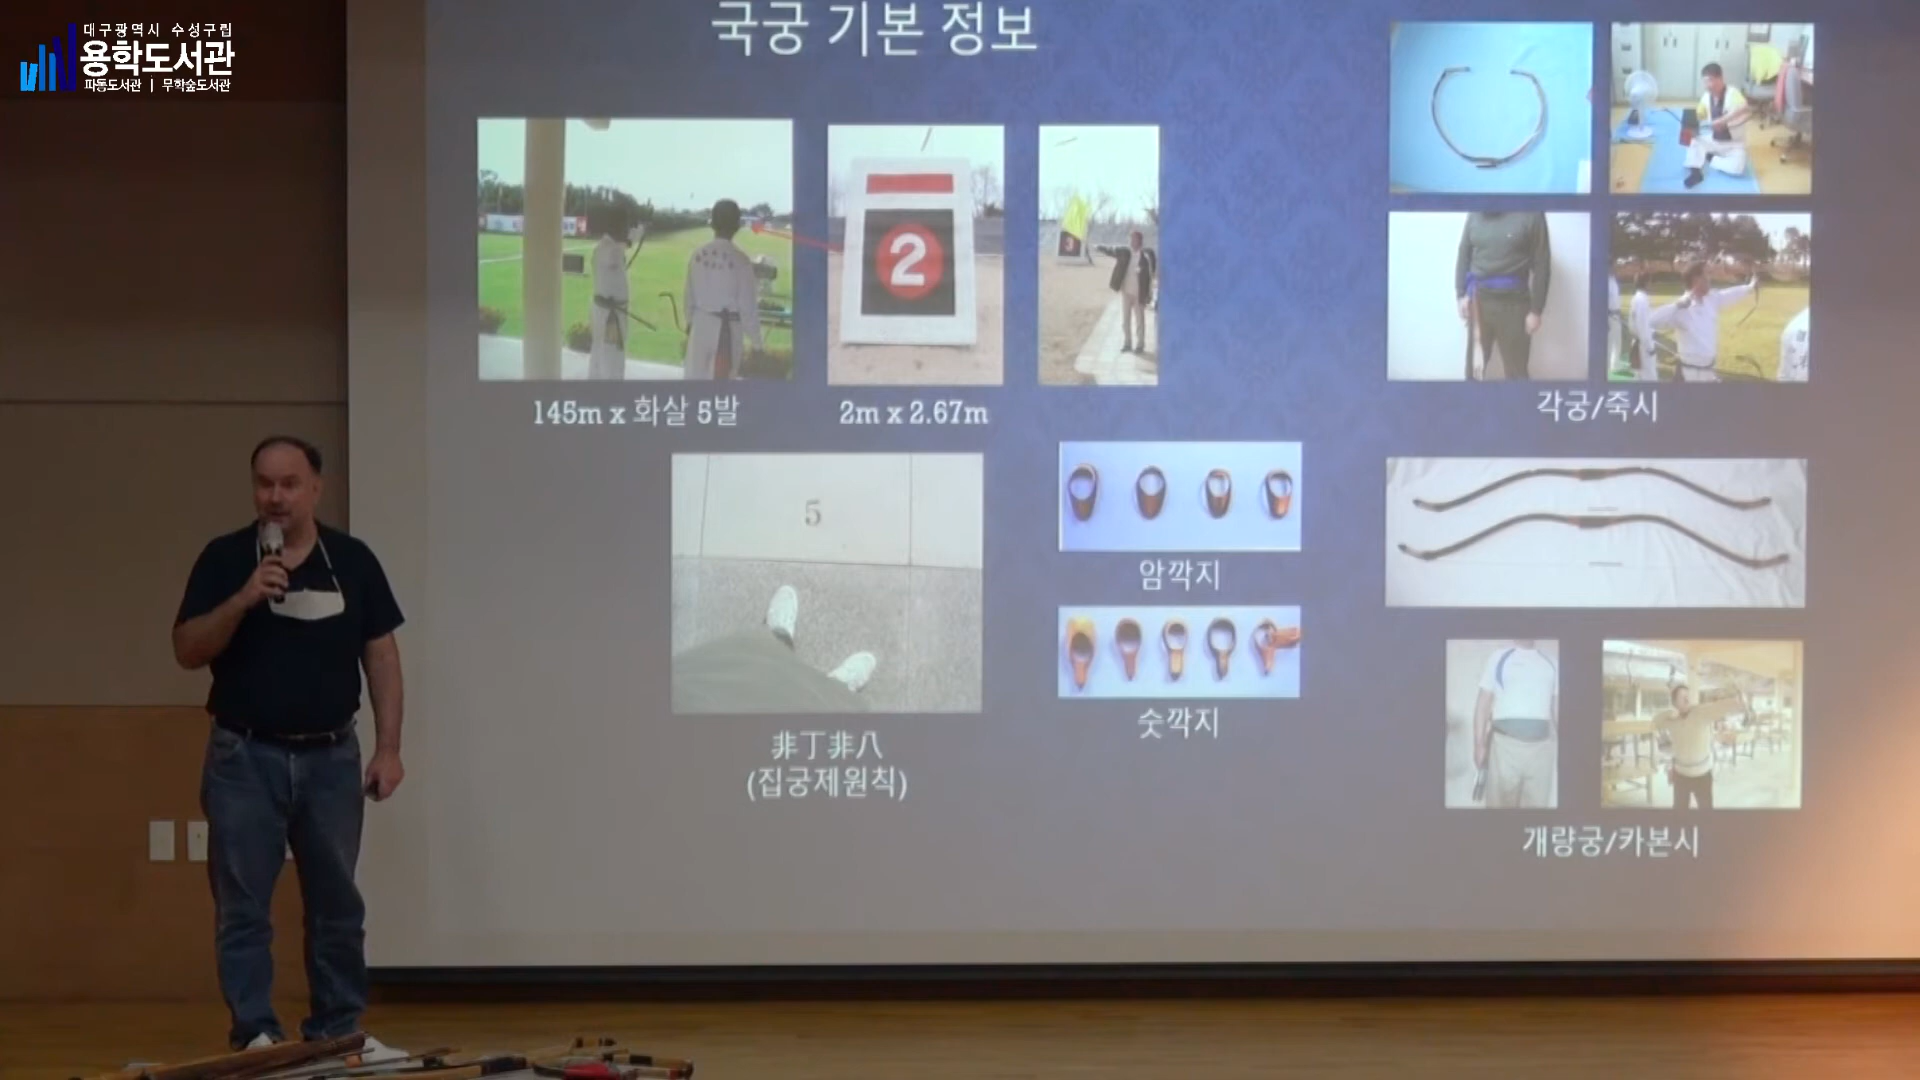 대구광역시 수성구립
용학도서관
파동도서관 | 무학숲도서관
국궁 기본 정보
2
3
145m x 화살 5발
2m x 2.67m
각궁/죽시
5
암깍지
숫깍지
非丁非八
(집궁제원칙)
개량궁/카본시